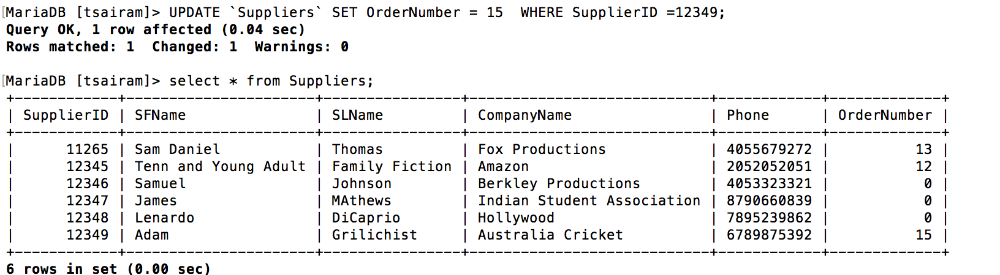 [MariaDB [tsairam]> UPDATE `Suppliers` SET OrderNumber = 15  WHERE SupplierID =12349;
Query OK, 1 row affected (0.04 sec)
Rows matched: 1  Changed: 1  Warnings: 0
[MariaDB [tsairam]> select * from Suppliers;
+------------+----------------------+----------------+----------------------------+------------+-------------+
| SupplierID | SFName               | SLName         | CompanyName                | Phone      | OrderNumber |
+------------+----------------------+----------------+----------------------------+------------+-------------+
|      11265 | Sam Daniel           | Thomas         | Fox Productions            | 4055679272 |          13 |
|      12345 | Tenn and Young Adult | Family Fiction | Amazon                     | 2052052051 |          12 |
|      12346 | Samuel               | Johnson        | Berkley Productions        | 4053323321 |           0 |
|      12347 | James                | MAthews        | Indian Student Association | 8790660839 |           0 |
|      12348 | Lenardo              | DiCaprio       | Hollywood                  | 7895239862 |           0 |
|      12349 | Adam                 | Grilichist     | Australia Cricket          | 6789875392 |          15 |
+------------+----------------------+----------------+----------------------------+------------+-------------+
6 rows in set (0.00 sec)